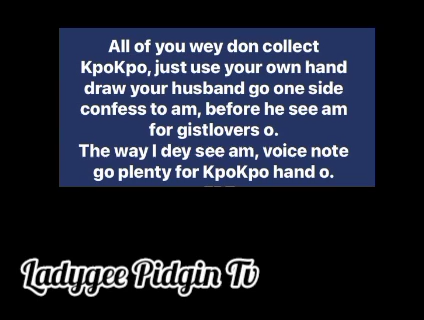 All of you wey don collect
KpoKpo, just use your own hand
draw your husband go one side
confess to am, before he see am
for gistlovers o.
The way I dey see am, voice note
go plenty for KpoKpo hand o.
Ladygee Pidgin Tv